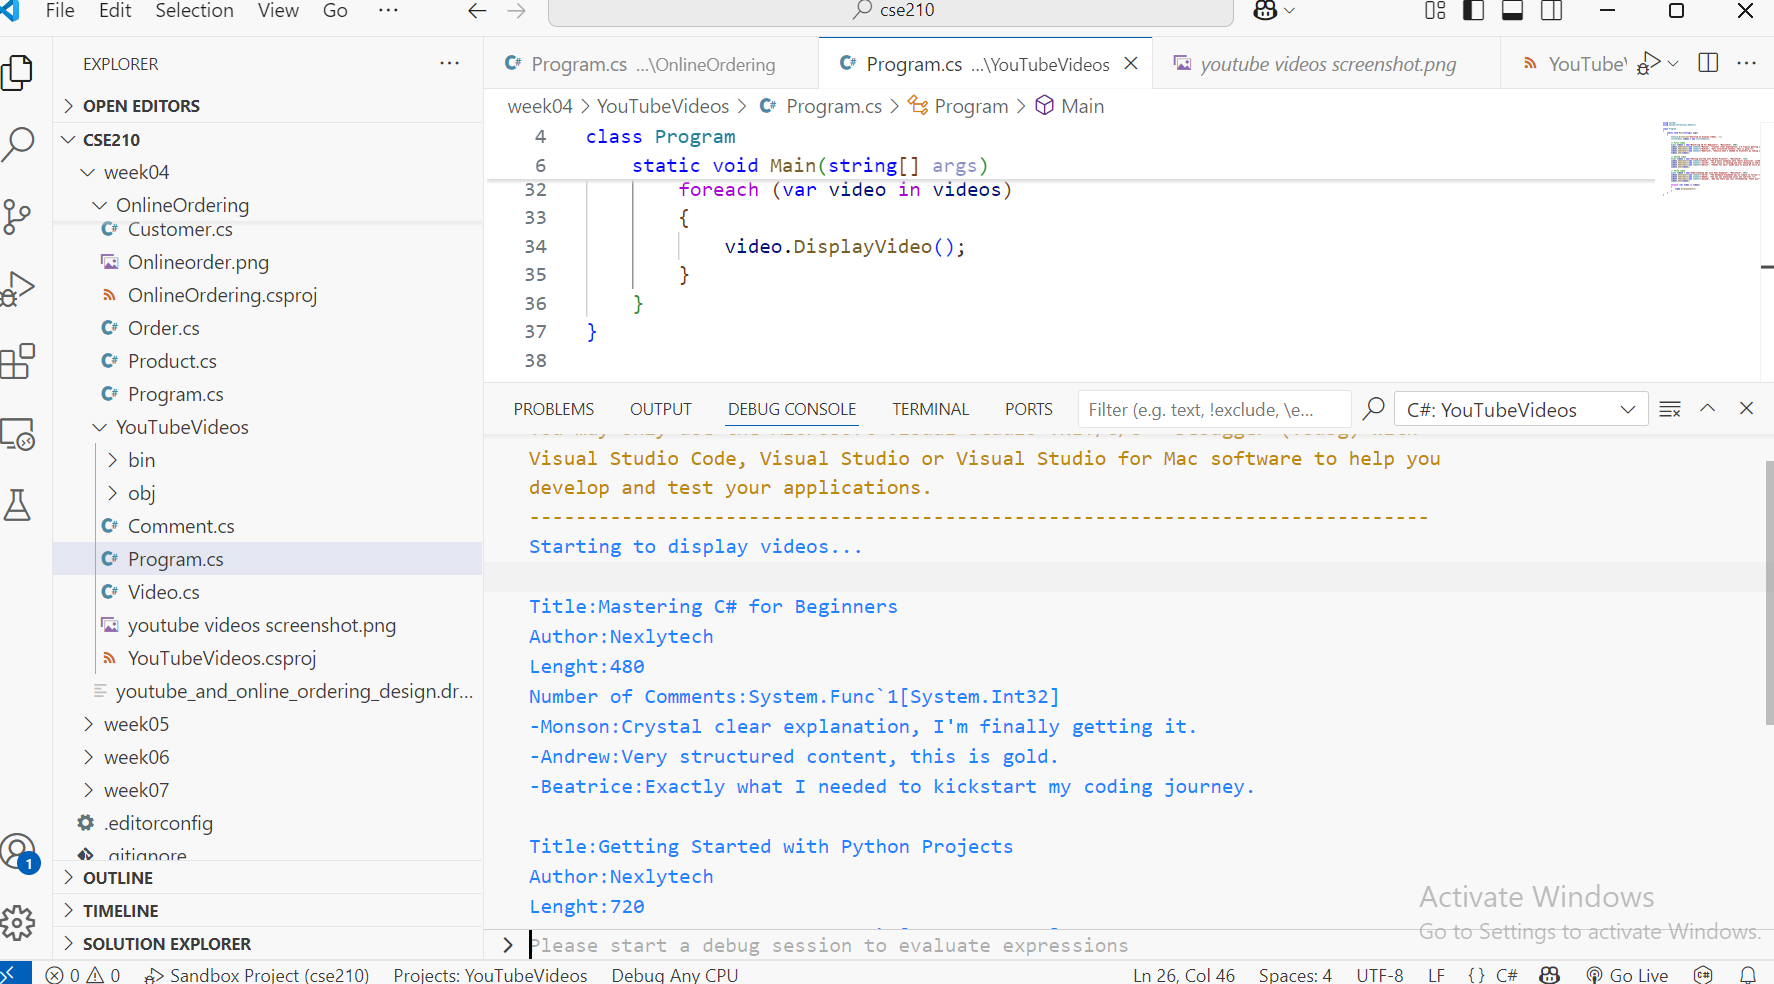 File Edit Selection View Go ··· cse210
EXPLORER ···
OPEN EDITORS
CSE210
week04
OnlineOrdering
Customer.cs
Onlineorder.png
OnlineOrdering.csproj
Order.cs
Product.cs
Program.cs
YouTubeVideos
bin
obj
Comment.cs
Program.cs
Video.cs
youtube videos screenshot.png
YouTubeVideos.csproj
youtube_and_online_ordering_design.dr...
week05
week06
week07
.editorconfig
.gitignore
OUTLINE
TIMELINE
SOLUTION EXPLORER
1
Program.cs ...\OnlineOrdering Program.cs ...\YouTubeVideos youtube videos screenshot.png YouTube
week04 > YouTubeVideos > Program.cs > Program > Main
4 class Program
6 static void Main(string[] args)
32 foreach (var video in videos)
33 {
34 video.DisplayVideo();
35 }
36 }
37 }
38
PROBLEMS OUTPUT DEBUG CONSOLE TERMINAL PORTS Filter (e.g. text, !exclude, \e... C#: YouTubeVideos
Visual Studio Code, Visual Studio or Visual Studio for Mac software to help you
develop and test your applications.
------------------------------------------------------------------------------
Starting to display videos...
Title:Mastering C# for Beginners
Author:Nexlytech
Lenght:480
Number of Comments:System.Func`1[System.Int32]
-Monson:Crystal clear explanation, I'm finally getting it.
-Andrew:Very structured content, this is gold.
-Beatrice:Exactly what I needed to kickstart my coding journey.
Title:Getting Started with Python Projects
Author:Nexlytech
Lenght:720
> Please start a debug session to evaluate expressions
Activate Windows
Go to Settings to activate Windows.
0 0 Sandbox Project (cse210) Projects: YouTubeVideos Debug Any CPU Ln 26, Col 46 Spaces: 4 UTF-8 LF {} C# Go Live